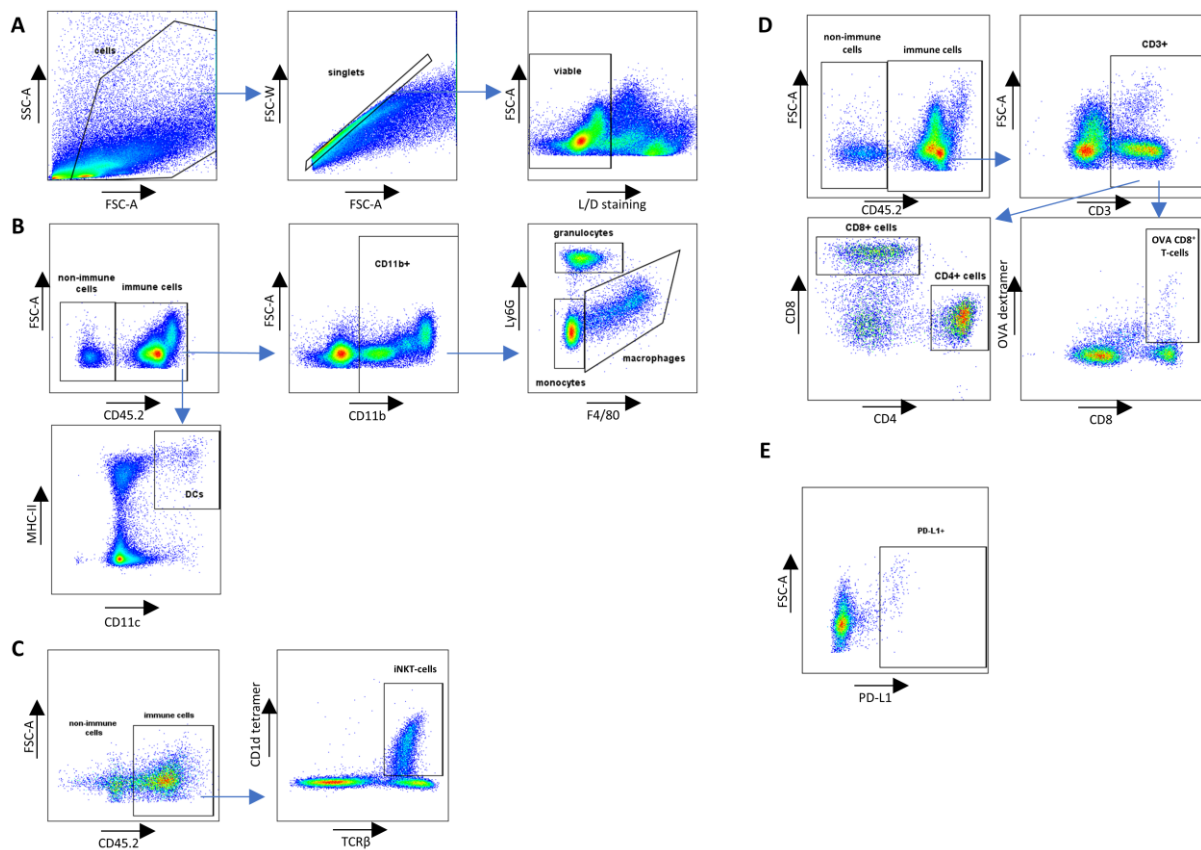 A
cells
SSC-A
FSC-A
singlets
FSC-W
FSC-A
viable
FSC-A
L/D staining
B
non-immune
cells
immune cells
FSC-A
CD45.2
CD11b+
FSC-A
CD11b
granulocytes
Ly6G
macrophages
monocytes
F4/80
MHC-II
DCs
CD11c
C
FSC-A
non-immune
cells
immune cells
CD45.2
iNKT-cells
CD1d tetramer
TCRβ
D
non-immune
cells
immune cells
FSC-A
CD45.2
CD3+
FSC-A
CD3
CD8+ cells
CD4+ cells
CD8
CD4
OVA CD8⁺
T-cells
OVA dextramer
CD8
E
PD-L1+
FSC-A
PD-L1